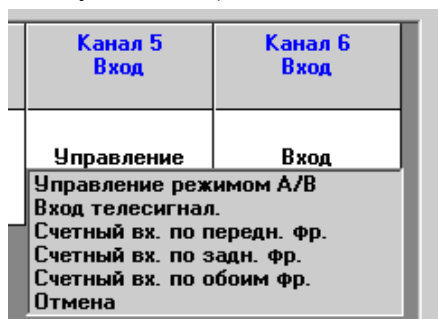 Канал 5 Канал 6
Вход Вход
Управление Вход
Управление режимом А/В
Вход телесигнал.
Счетный вх. по передн. фр.
Счетный вх. по задн. фр.
Счетный вх. по обоим фр.
Отмена